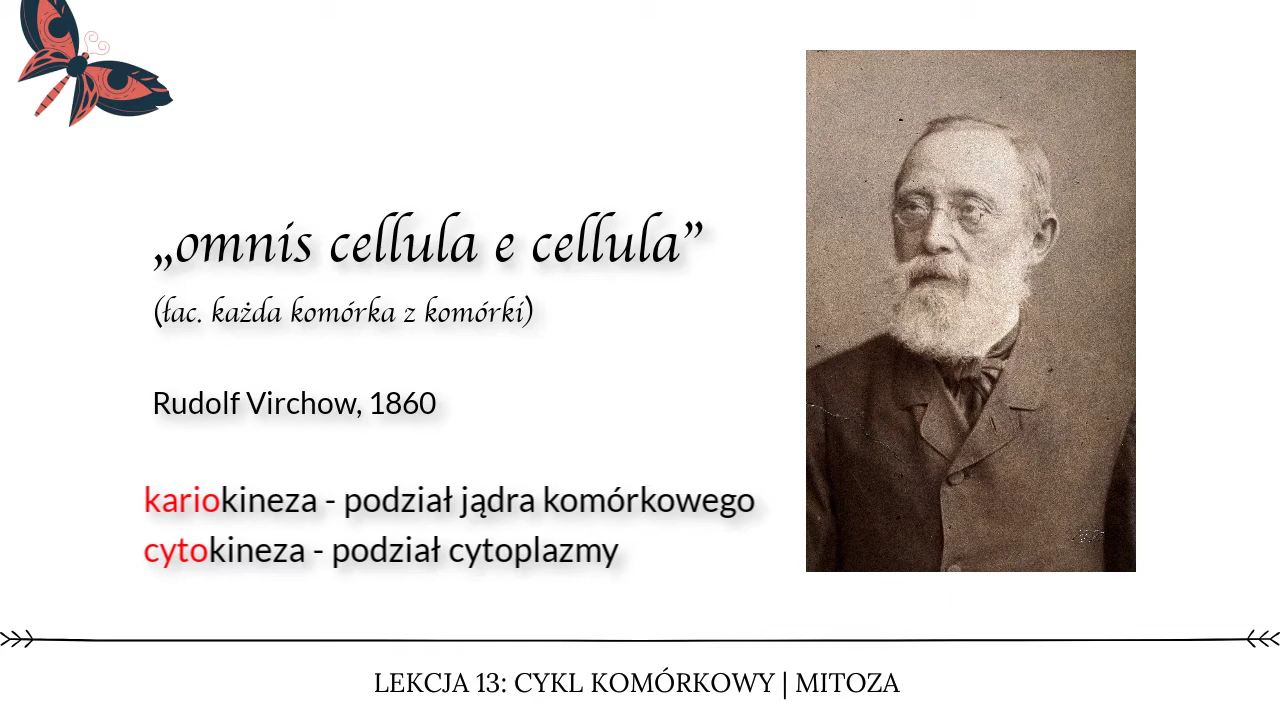 „omnis cellula e cellula”
(łac. każda komórka z komórki)
Rudolf Virchow, 1860
kariokineza - podział jądra komórkowego
cytokineza - podział cytoplazmy
LEKCJA 13: CYKL KOMÓRKOWY | MITOZA